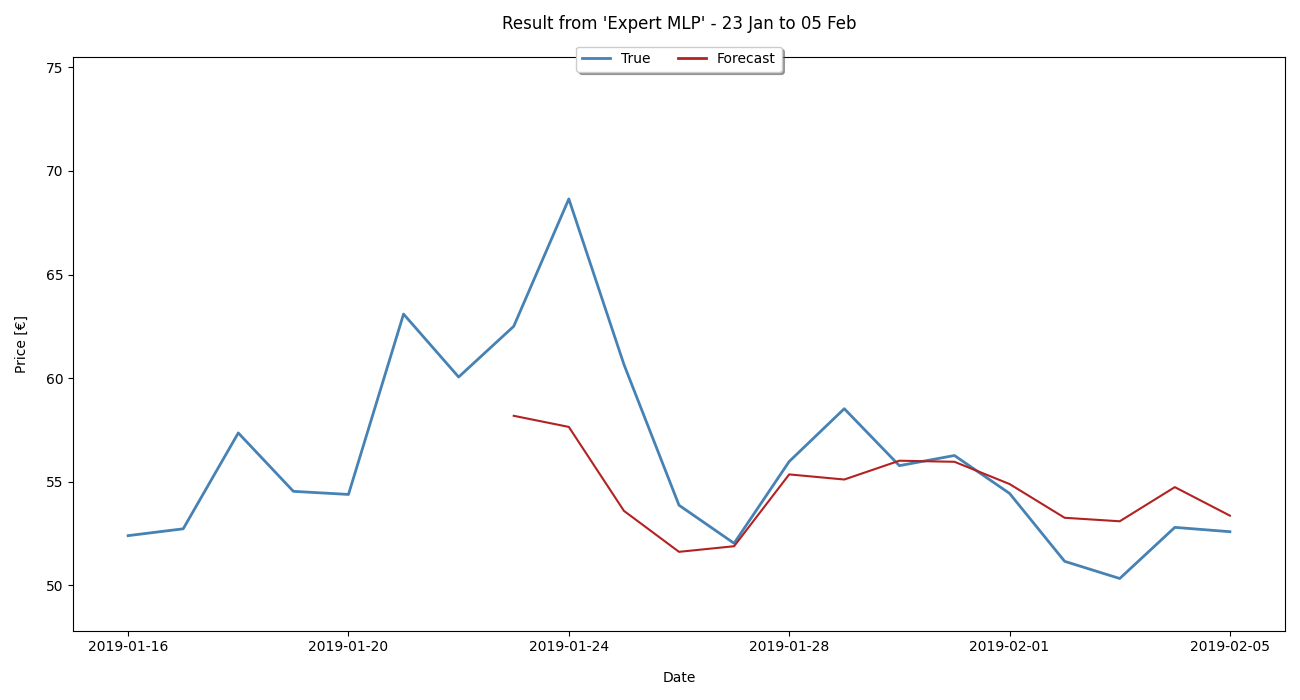 Result from 'Expert MLP' - 23 Jan to 05 Feb
True Forecast
75
70
65
60
55
50
Price [€]
2019-01-16 2019-01-20 2019-01-24 2019-01-28 2019-02-01 2019-02-05
Date